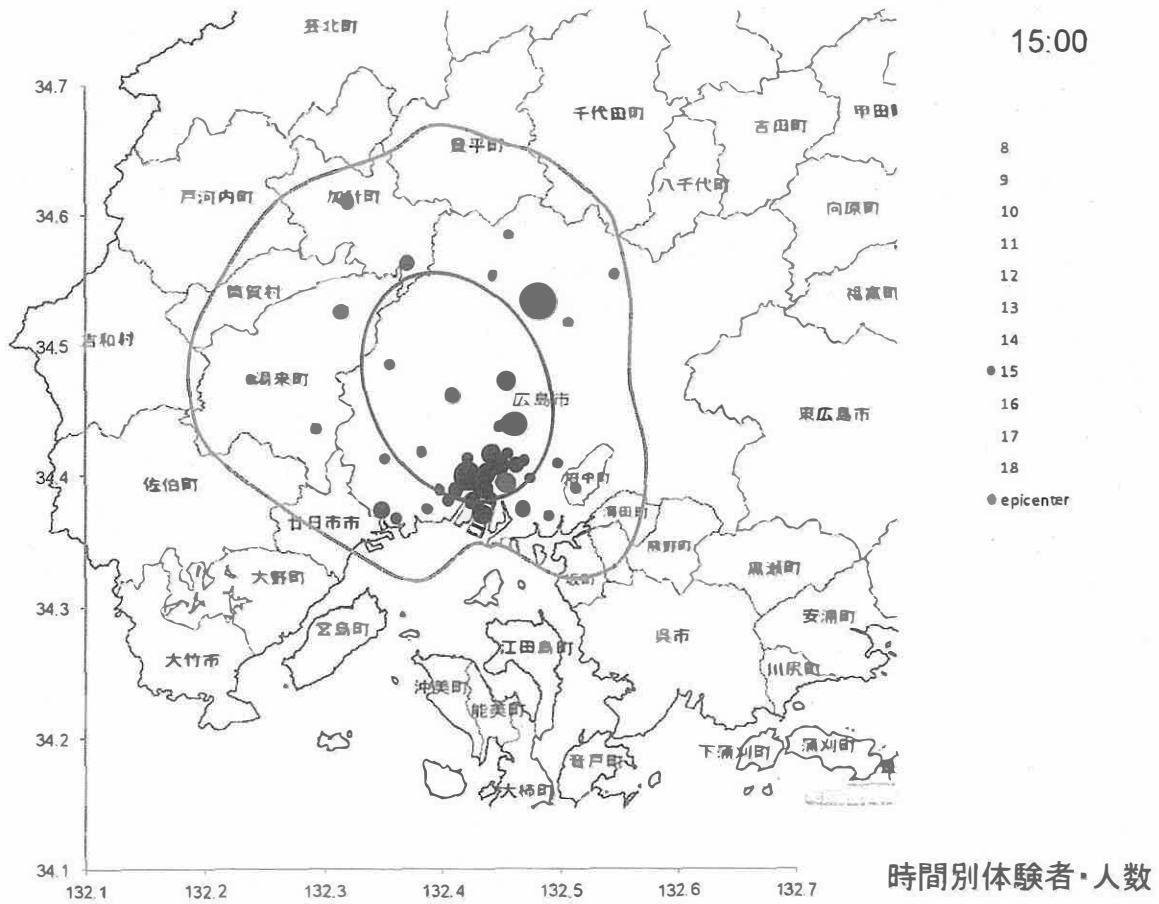 15:00
芸北町
34.7
千代田町
吉田町
甲田
豊平町
8
戸河内町
加計町
八千代町
9
34.6
向原町
10
11
筒賀村
福富町
12
13
吉和村
34.5
14
湯来町
15
広島市
東広島市
16
17
34.4
佐伯町
府中町
18
廿日市市
海田町
epicenter
熊野町
大野町
坂町
黒瀬町
34.3
宮島町
安浦町
江田島町
呉市
大竹市
川尻町
沖美町
能美町
34.2
下蒲刈町
蒲刈町
音戸町
大柿町
34.1
132.1
132.2
132.3
132.4
132.5
132.6
132.7
時間別体験者・人数